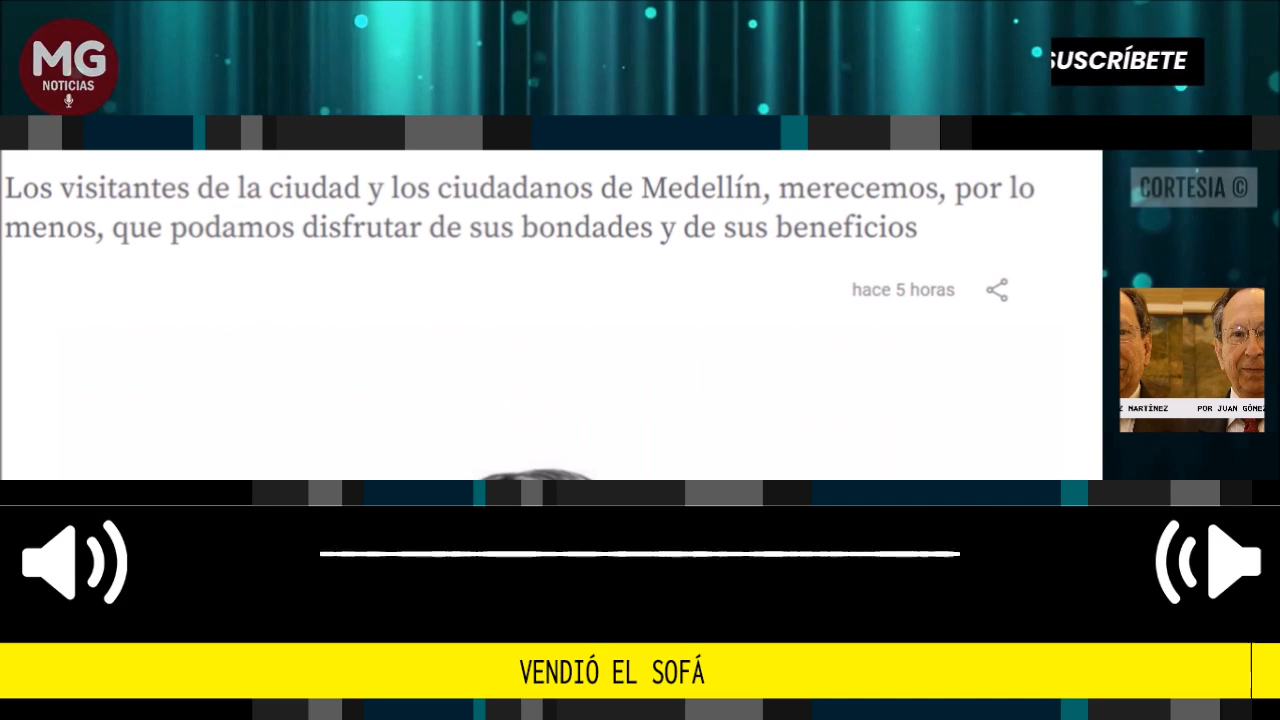 MG
NOTICIAS
SUSCRÍBETE
Los visitantes de la ciudad y los ciudadanos de Medellín, merecemos, por lo
menos, que podamos disfrutar de sus bondades y de sus beneficios
CORTESIA ©
hace 5 horas
Z MARTÍNEZ POR JUAN GÓMEZ
VENDIÓ EL SOFÁ